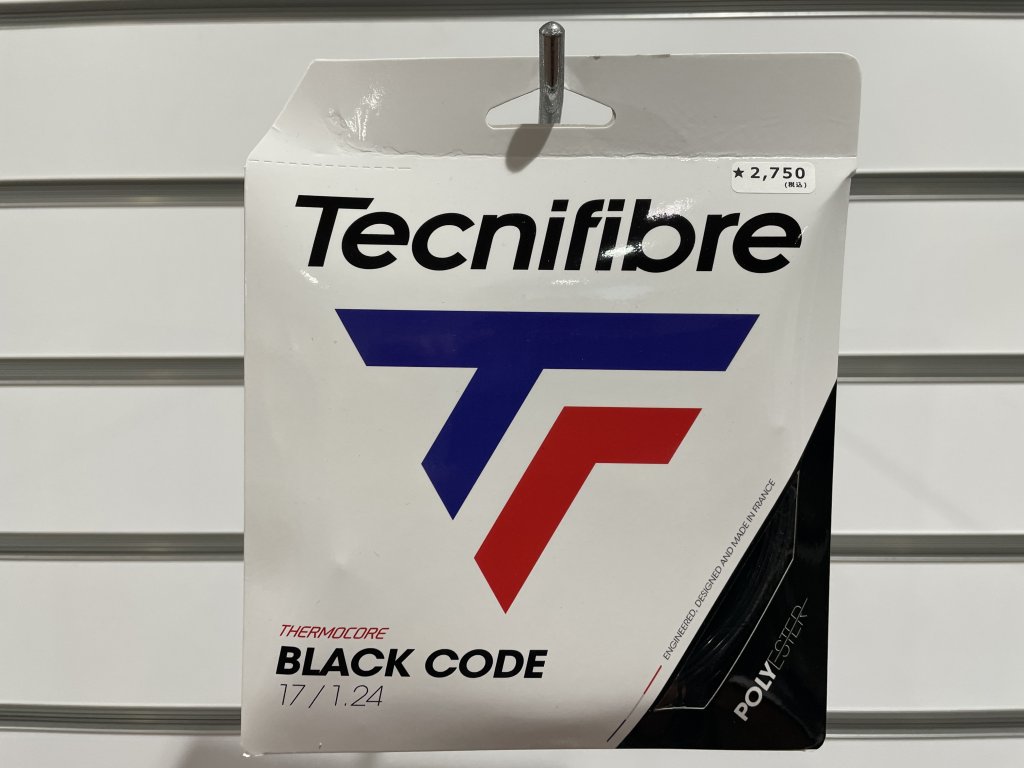 ★2,750
(税込)
Tecnifibre
THERMOCORE
BLACK CODE
17/1.24
ENGINEERED, DESIGNED AND MADE IN FRANCE
POLYESTER